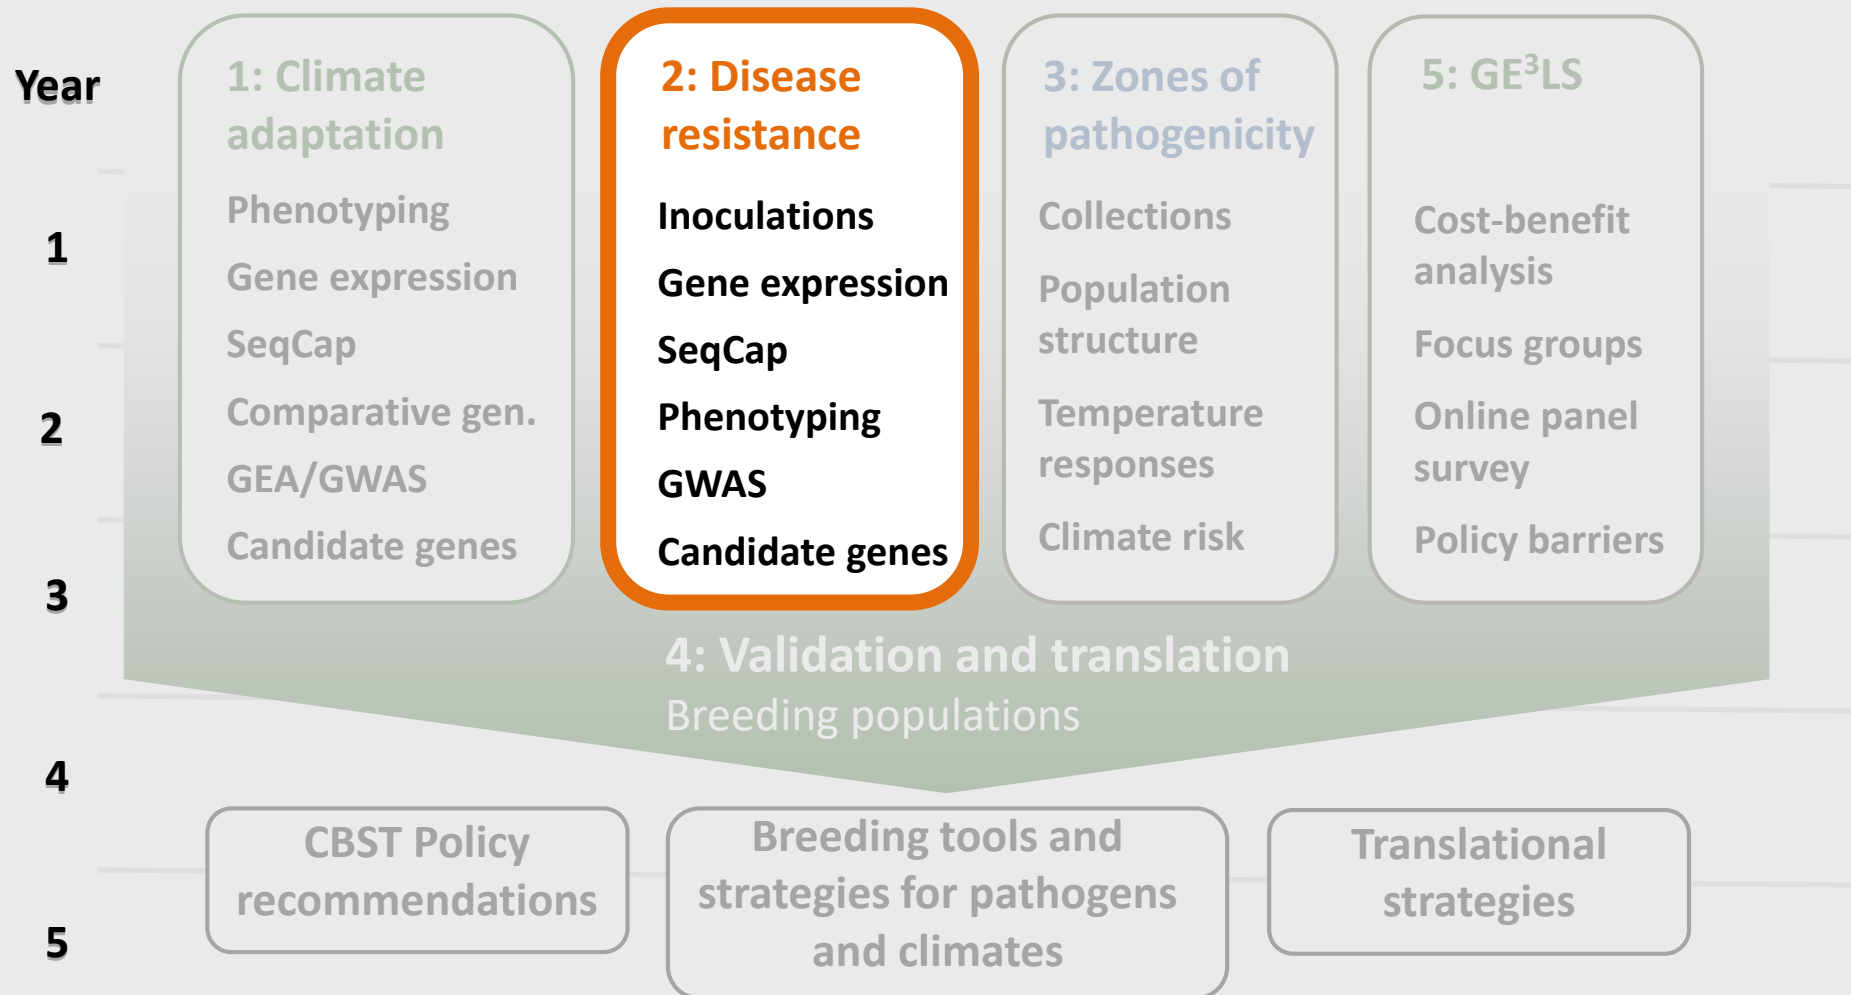 Year
1
2
3
4
5
1: Climate
adaptation
Phenotyping
Gene expression
SeqCap
Comparative gen.
GEA/GWAS
Candidate genes
2: Disease
resistance
Inoculations
Gene expression
SeqCap
Phenotyping
GWAS
Candidate genes
3: Zones of
pathogenicity
Collections
Population
structure
Temperature
responses
Climate risk
5: GE³LS
Cost-benefit
analysis
Focus groups
Online panel
survey
Policy barriers
4: Validation and translation
Breeding populations
CBST Policy
recommendations
Breeding tools and
strategies for pathogens
and climates
Translational
strategies